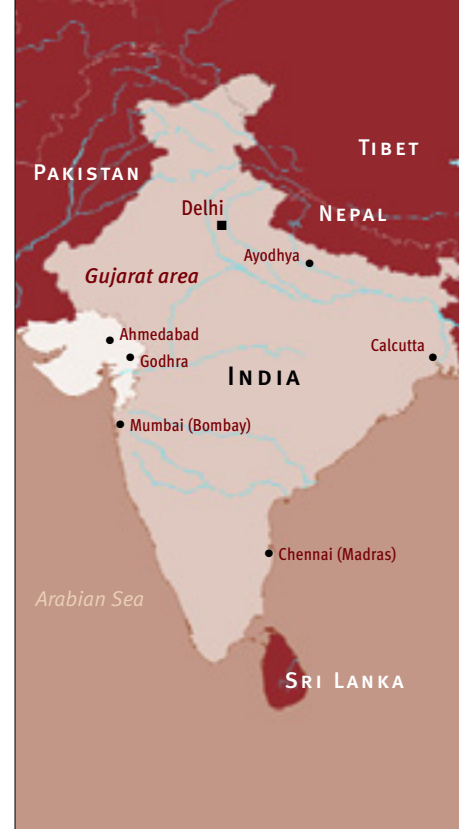 TIBET
PAKISTAN
NEPAL
Delhi
Ayodhya
Gujarat area
Ahmedabad
Godhra
Calcutta
INDIA
Mumbai (Bombay)
Chennai (Madras)
Arabian Sea
SRI LANKA